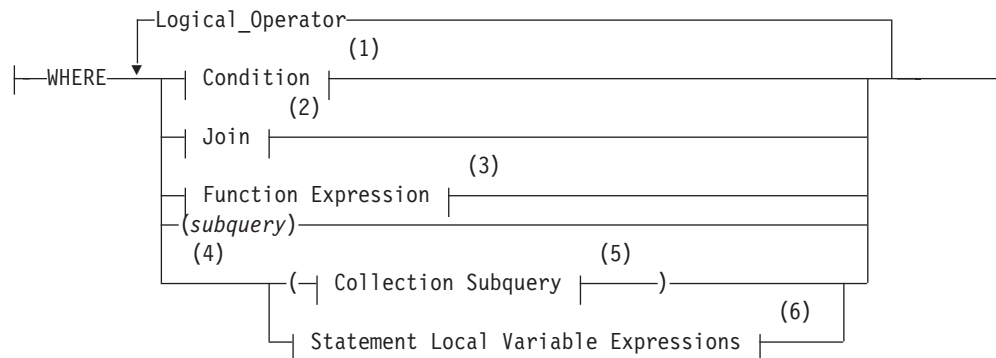 Logical_Operator
(1)
WHERE
Condition
(2)
Join
(3)
Function Expression
(subquery)
(4)
(5)
( Collection Subquery )
(6)
Statement Local Variable Expressions